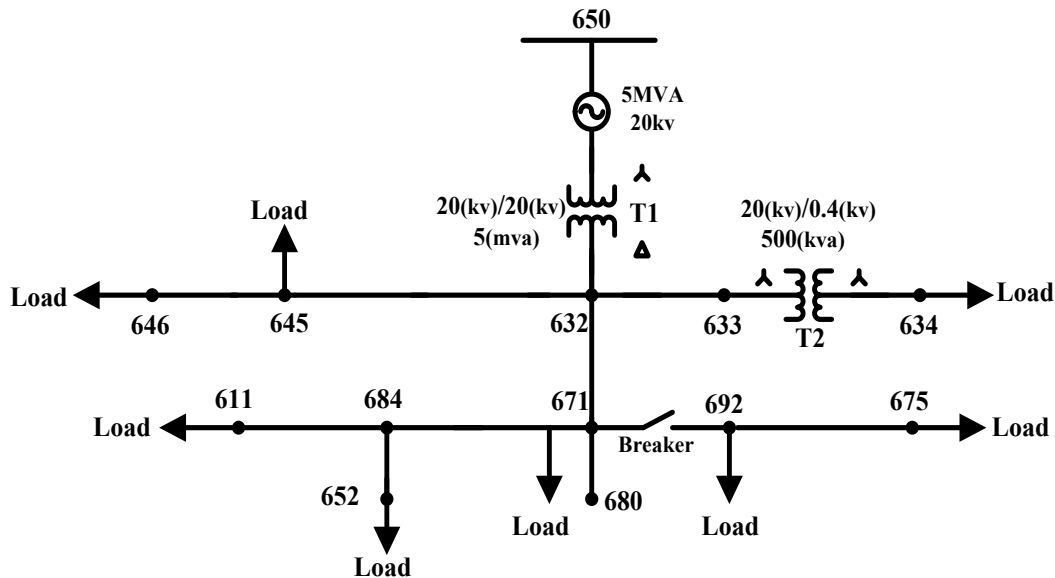 650
5MVA
20kv
20(kv)/20(kv)
5(mva)
T1
20(kv)/0.4(kv)
500(kva)
Load
Load
Load
646
645
632
633
T2
634
611
684
671
692
675
Load
Load
Breaker
652
680
Load
Load
Load